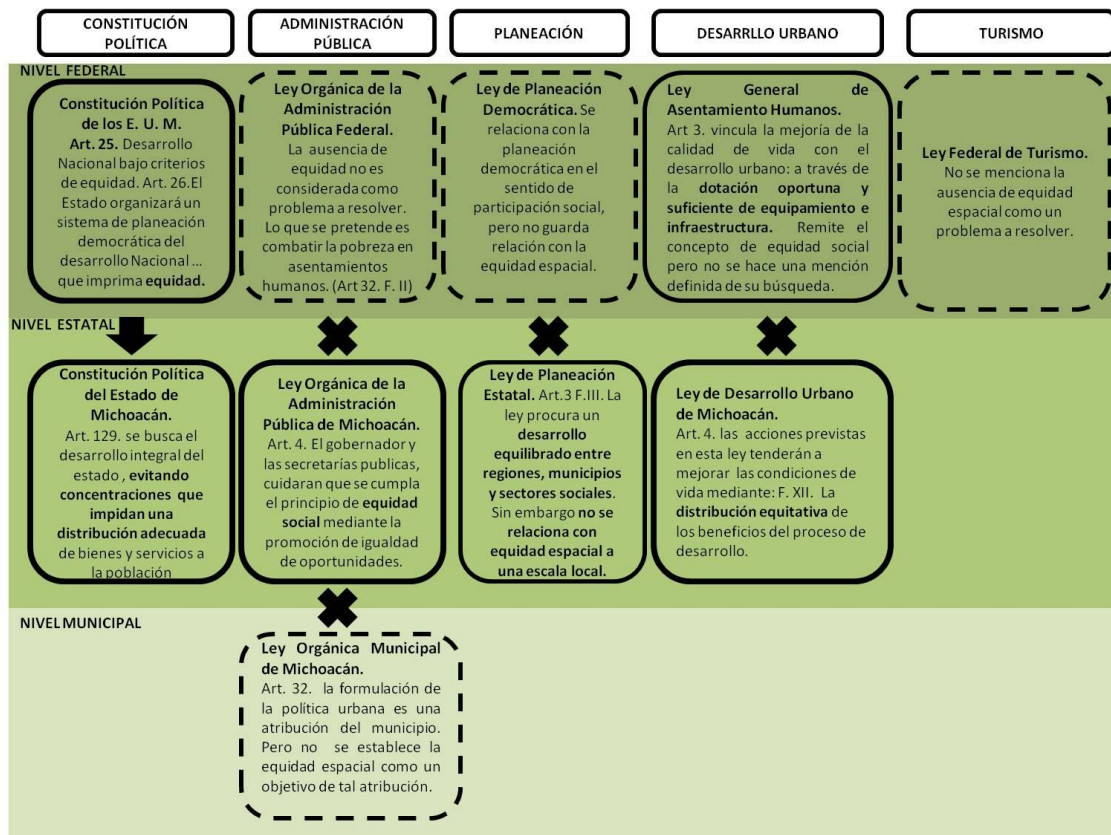 CONSTITUCIÓN
POLÍTICA
ADMINISTRACIÓN
PÚBLICA
PLANEACIÓN
DESARRLLO URBANO
TURISMO
NIVEL FEDERAL
Constitución Política
de los E. U. M.
Art. 25. Desarrollo
Nacional bajo criterios
de equidad. Art. 26.El
Estado organizará un
sistema de planeación
democrática del
desarrollo Nacional ...
que imprima equidad.
Ley Orgánica de la
Administración
Pública Federal.
La ausencia de
equidad no es
considerada como
problema a resolver.
Lo que se pretende es
combatir la pobreza en
asentamientos
humanos. (Art 32. F. II)
Ley de Planeación
Democrática. Se
relaciona con la
planeación
democrática en el
sentido de
participación social,
pero no guarda
relación con la
equidad espacial.
Ley General de
Asentamiento Humanos.
Art 3. vincula la mejoría de la
calidad de vida con el
desarrollo urbano: a través de
la dotación oportuna y
suficiente de equipamiento e
infraestructura. Remite el
concepto de equidad social
pero no se hace una mención
definida de su búsqueda.
Ley Federal de Turismo.
No se menciona la
ausencia de equidad
espacial como un
problema a resolver.
NIVEL ESTATAL
Constitución Política
del Estado de
Michoacán.
Art. 129. se busca el
desarrollo integral del
estado , evitando
concentraciones que
impidan una
distribución adecuada
de bienes y servicios a
la población
Ley Orgánica de la
Administración
Pública de Michoacán.
Art. 4. El gobernador y
las secretarías publicas,
cuidaran que se cumpla
el principio de equidad
social mediante la
promoción de igualdad
de oportunidades.
Ley de Planeación
Estatal. Art.3 F.III. La
ley procura un
desarrollo
equilibrado entre
regiones, municipios
y sectores sociales.
Sin embargo no se
relaciona con
equidad espacial a
una escala local.
Ley de Desarrollo Urbano
de Michoacán.
Art. 4. las acciones previstas
en esta ley tenderán a
mejorar las condiciones de
vida mediante: F. XII. La
distribución equitativa de
los beneficios del proceso de
desarrollo.
NIVEL MUNICIPAL
Ley Orgánica Municipal
de Michoacán.
Art. 32. la formulación de
la política urbana es una
atribución del municipio.
Pero no se establece la
equidad espacial como un
objetivo de tal atribución.